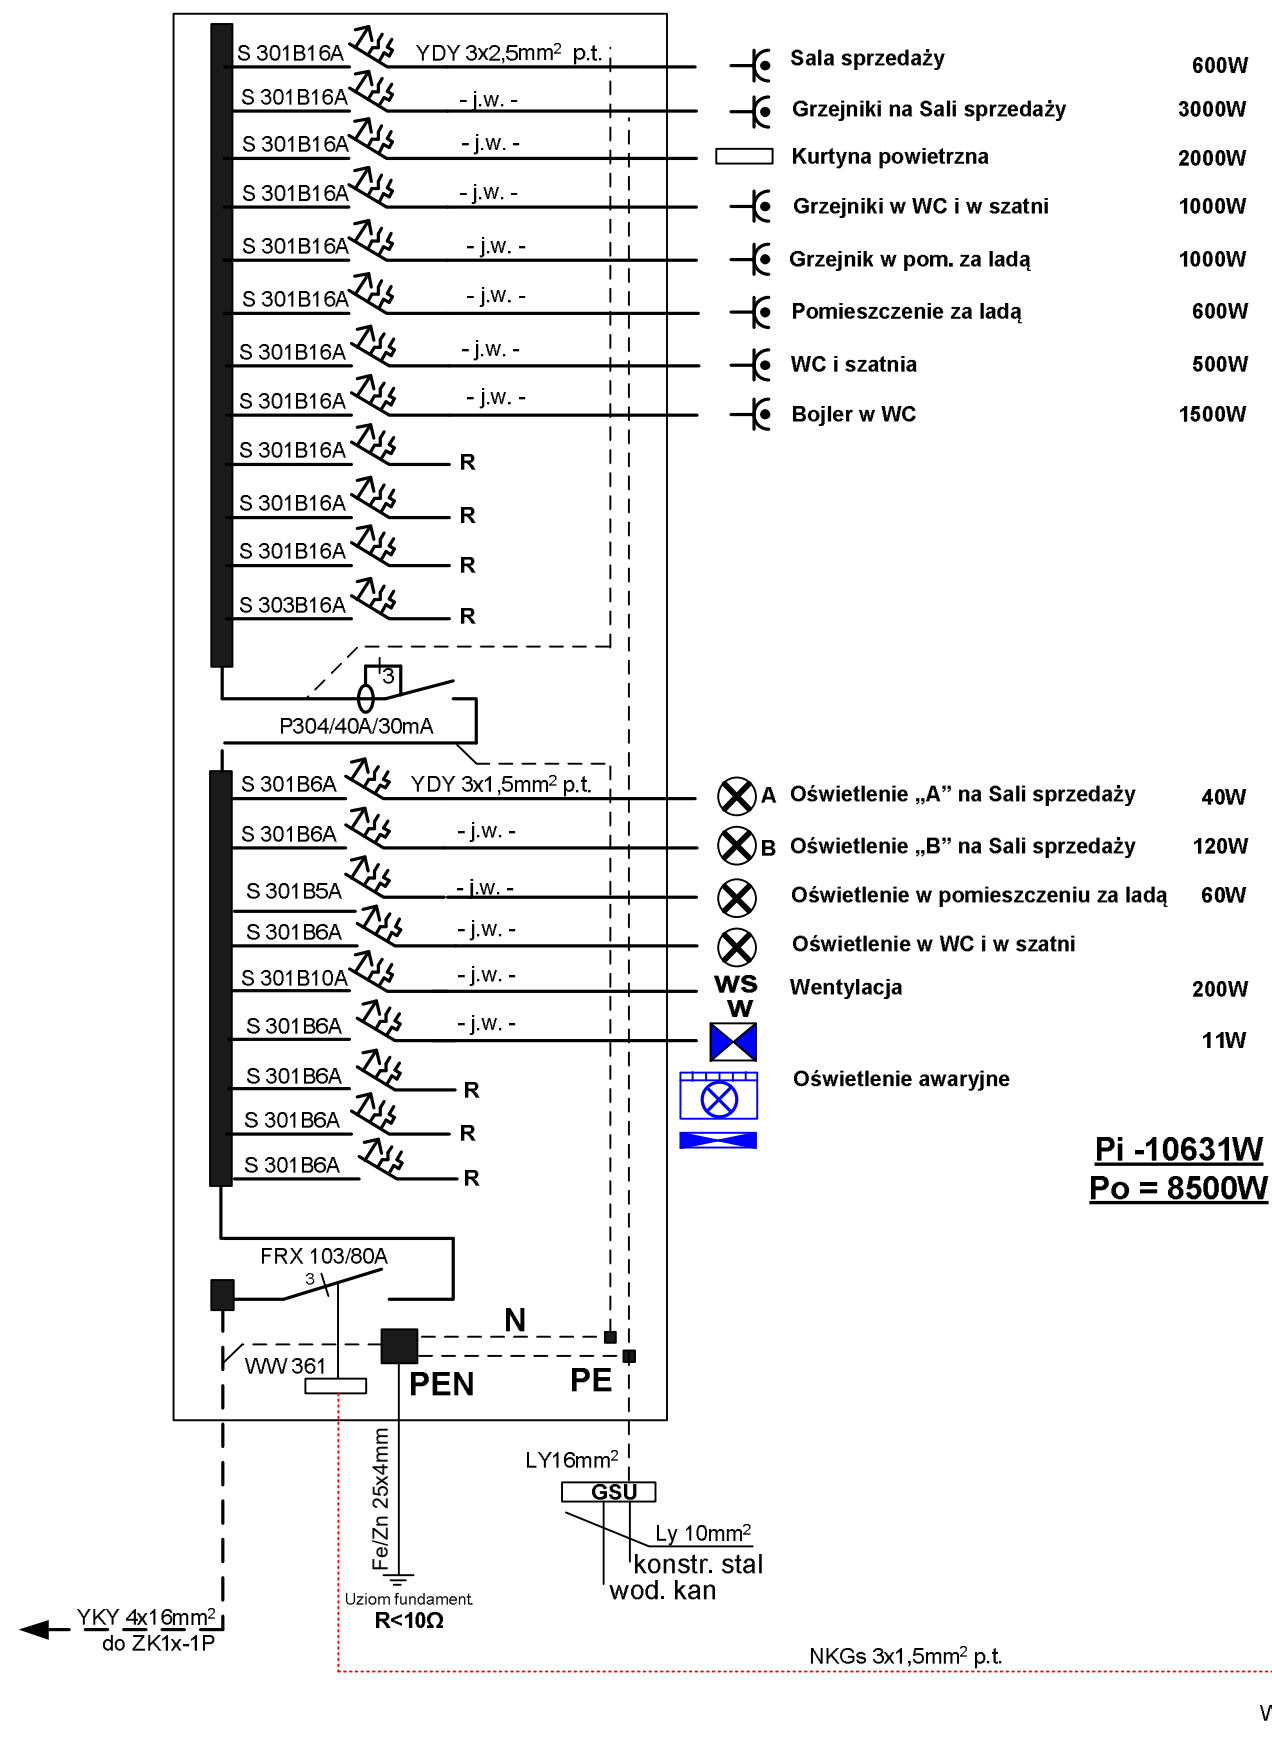 S 301B16A YDY 3x2,5mm² p.t. Sala sprzedaży 600W
S 301B16A - j.w. - Grzejniki na Sali sprzedaży 3000W
S 301B16A - j.w. - Kurtyna powietrzna 2000W
S 301B16A - j.w. - Grzejniki w WC i w szatni 1000W
S 301B16A - j.w. - Grzejnik w pom. za ladą 1000W
S 301B16A - j.w. - Pomieszczenie za ladą 600W
S 301B16A - j.w. - WC i szatnia 500W
S 301B16A - j.w. - Bojler w WC 1500W
S 301B16A R
S 301B16A R
S 301B16A R
S 303B16A R
3
P304/40A/30mA
S 301B6A YDY 3x1,5mm² p.t. A Oświetlenie „A” na Sali sprzedaży 40W
S 301B6A - j.w. - B Oświetlenie „B” na Sali sprzedaży 120W
S 301B5A - j.w. - Oświetlenie w pomieszczeniu za ladą 60W
S 301B6A - j.w. - Oświetlenie w WC i w szatni
S 301B10A - j.w. - WS Wentylacja 200W
W
S 301B6A - j.w. - 11W
S 301B6A R Oświetlenie awaryjne
S 301B6A R
S 301B6A R
Pi -10631W
Po = 8500W
FRX 103/80A
3
N
WW 361
PEN
PE
LY16mm²
GSU
Fe/Zn 25x4mm
Ly 10mm²
konstr. stal
wod. kan
Uziom fundament.
R<10Ω
YKY 4x16mm²
do ZK1x-1P
NKGs 3x1,5mm² p.t.